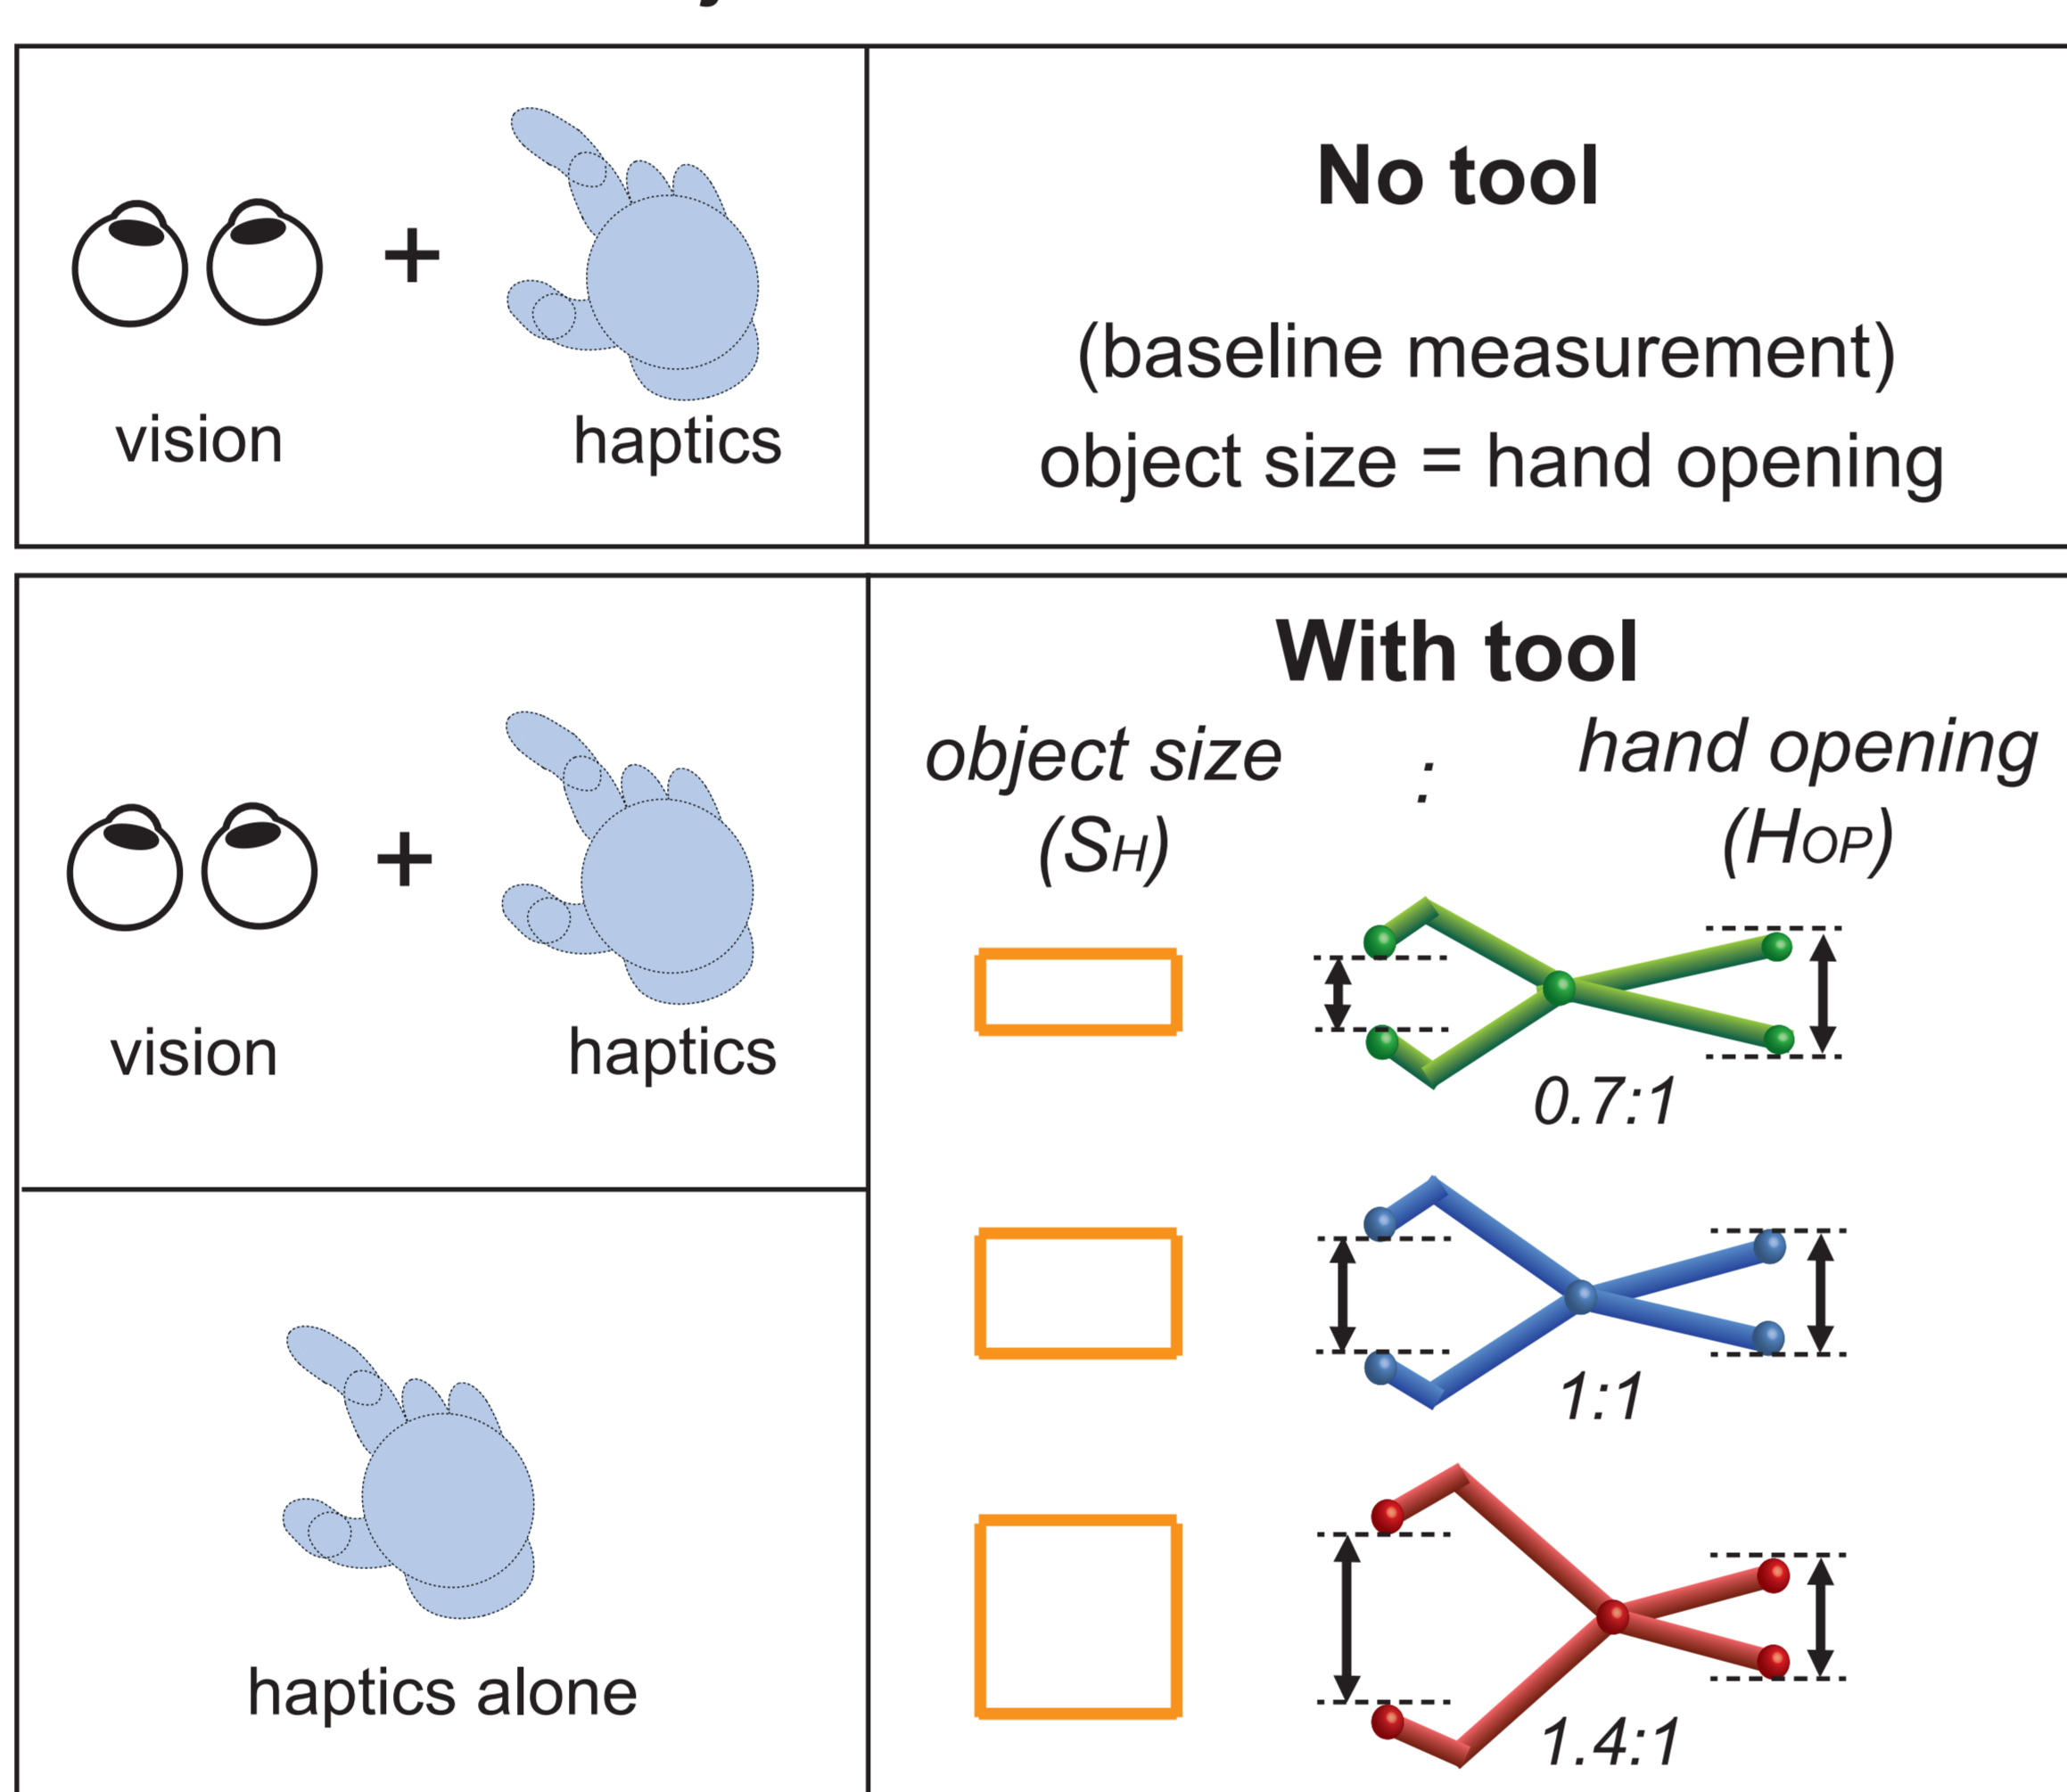 No tool
(baseline measurement)
object size = hand opening
+
vision haptics
With tool
object size : hand opening
(SH) (HOP)
+
vision haptics
0.7:1
1:1
haptics alone
1.4:1